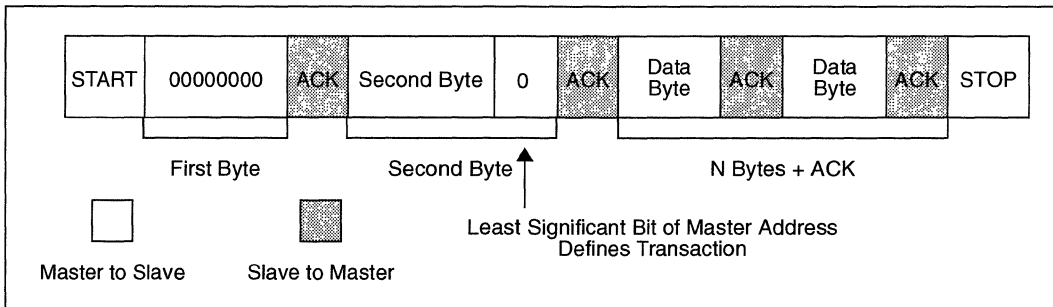 START 00000000 ACK Second Byte 0 ACK Data Byte ACK Data Byte ACK STOP
First Byte Second Byte N Bytes + ACK
Least Significant Bit of Master Address
Defines Transaction
Master to Slave Slave to Master